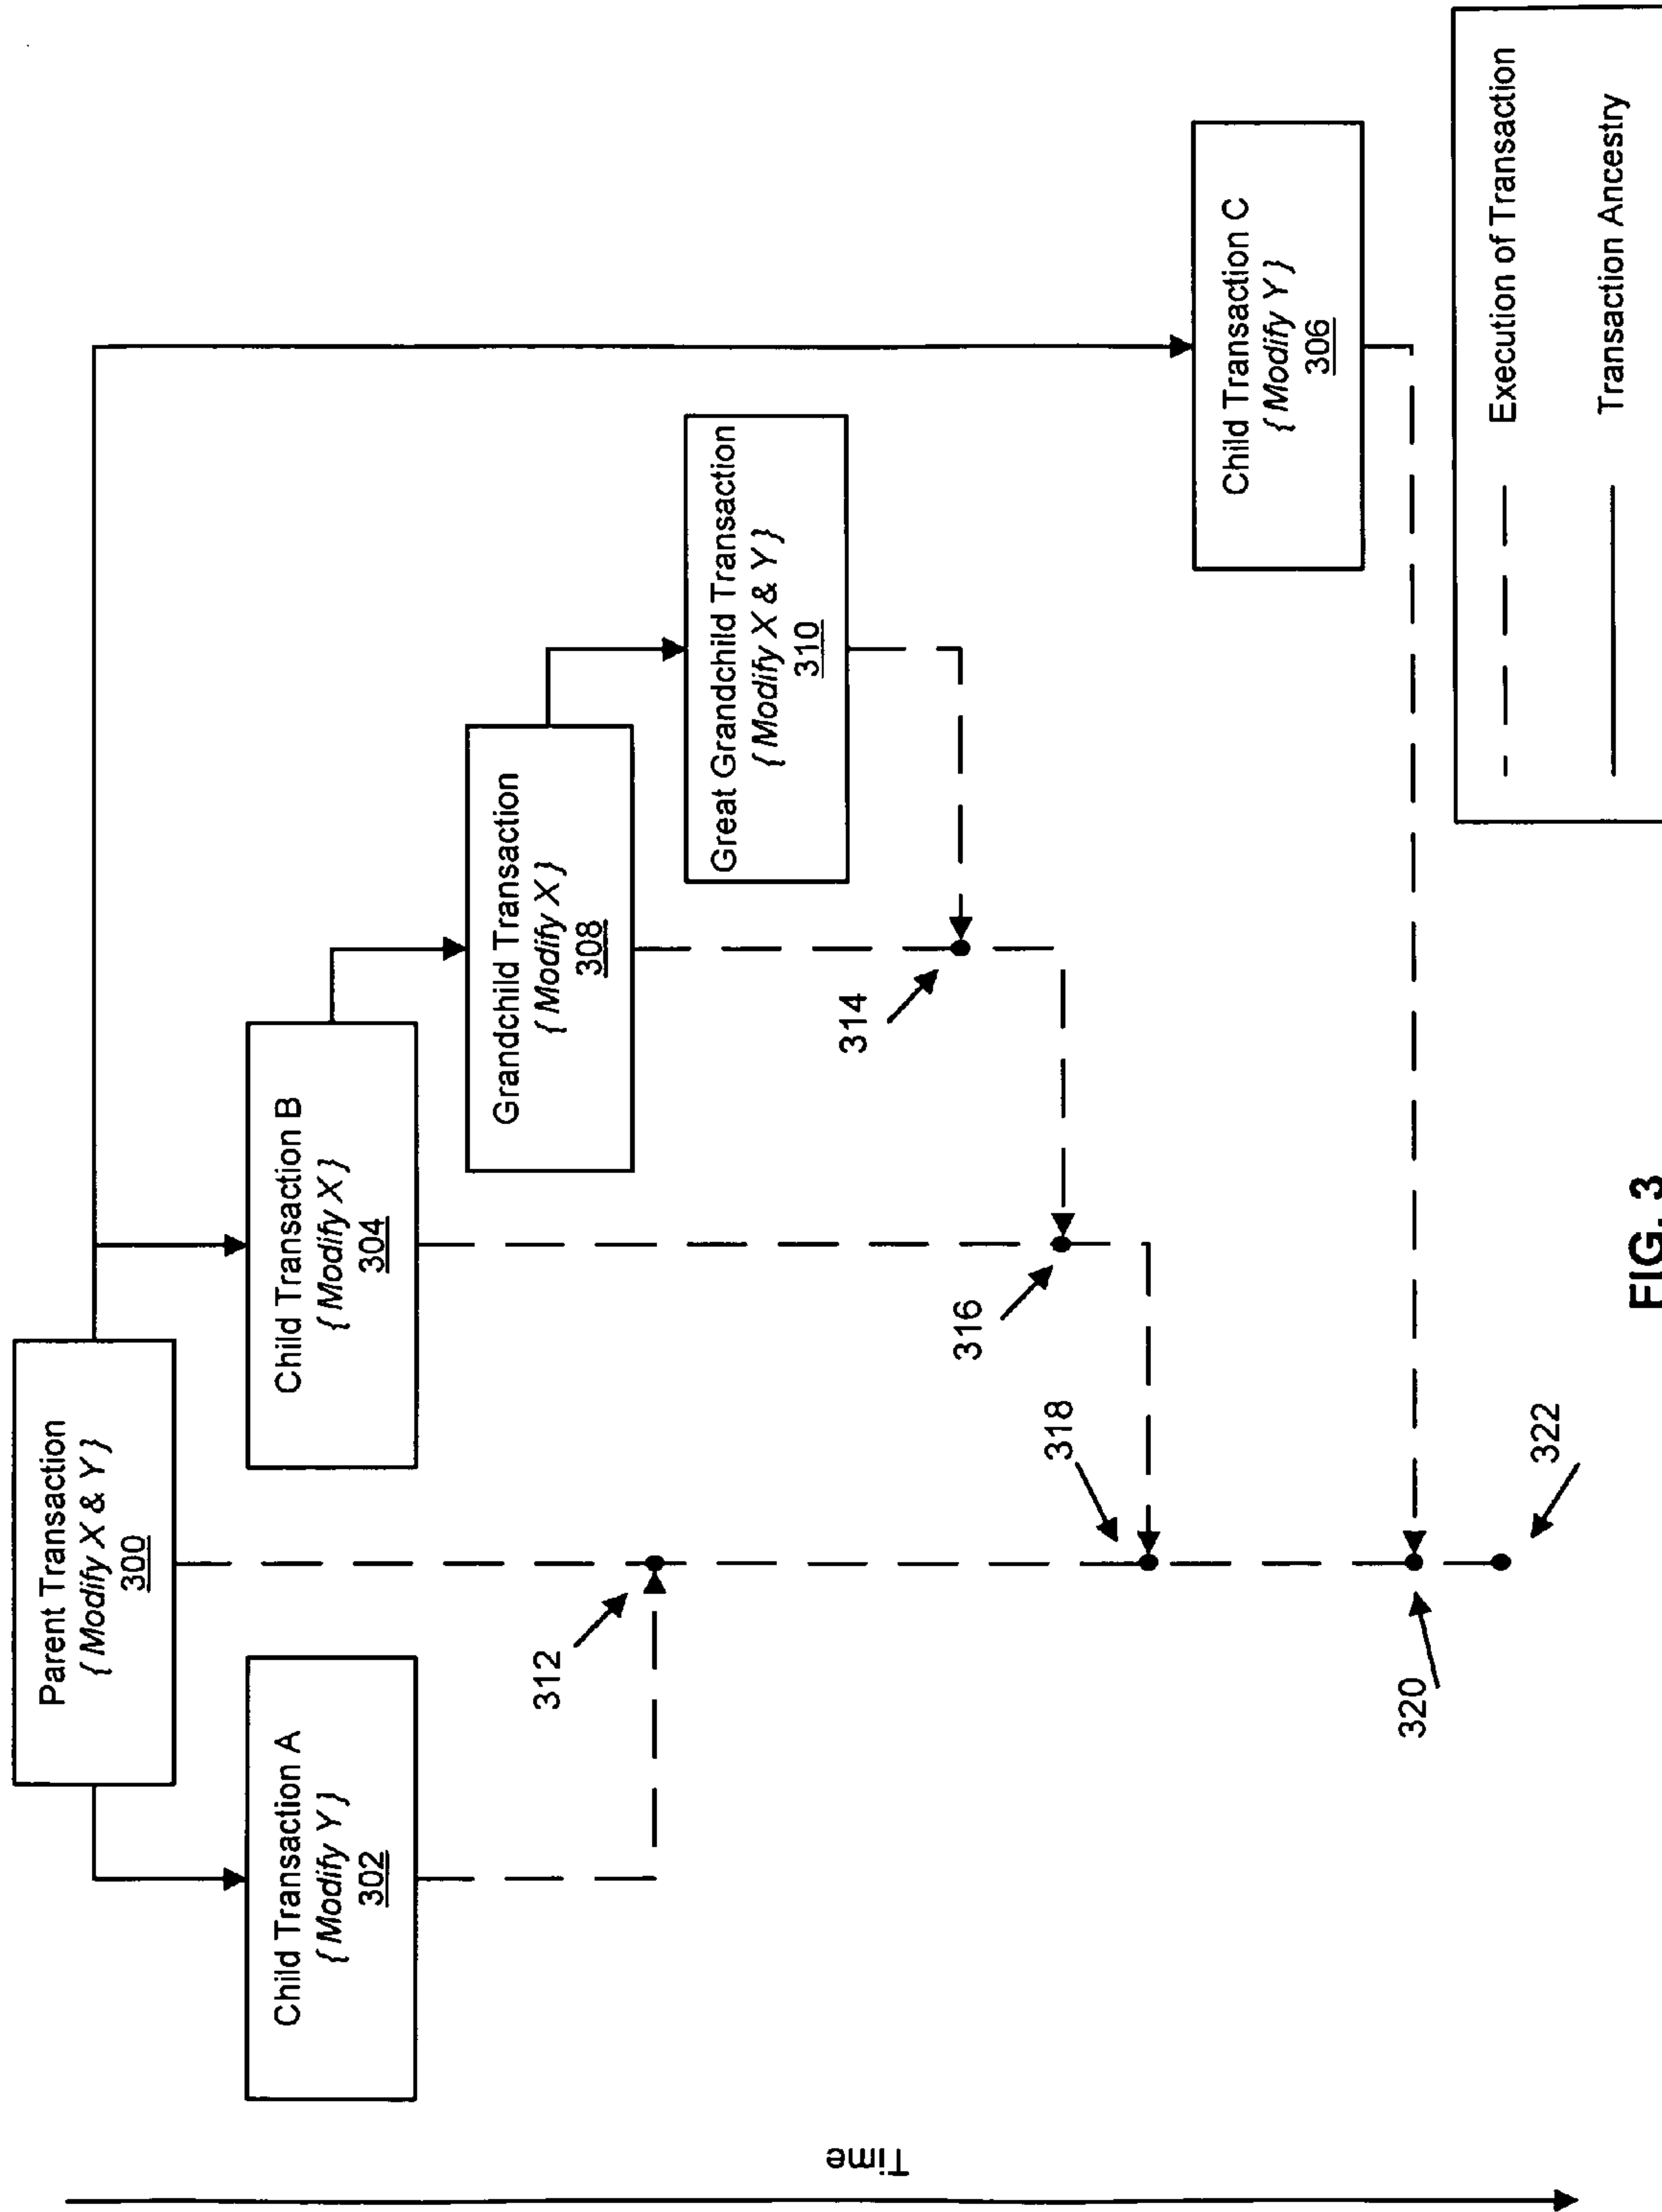 Parent Transaction
{ Modify X & Y }
300
Child Transaction A
{ Modify Y }
302
Child Transaction B
{ Modify X }
304
Grandchild Transaction
{ Modify X }
308
Great Grandchild Transaction
{ Modify X & Y }
310
Child Transaction C
{ Modify Y }
306
312
314
316
318
320
322
Time
Execution of Transaction
Transaction Ancestry
FIG. 3